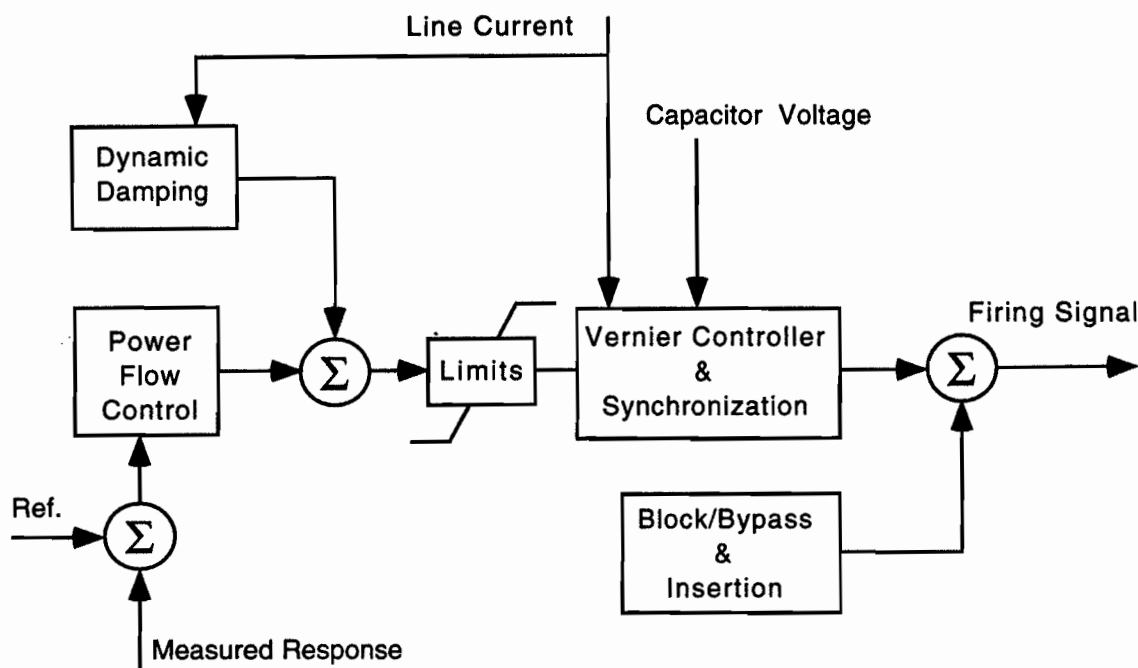 Line Current
Capacitor Voltage
Dynamic
Damping
Power
Flow
Control
Σ
Limits
Vernier Controller
&
Synchronization
Σ
Firing Signal
Ref.
Σ
Block/Bypass
&
Insertion
Measured Response